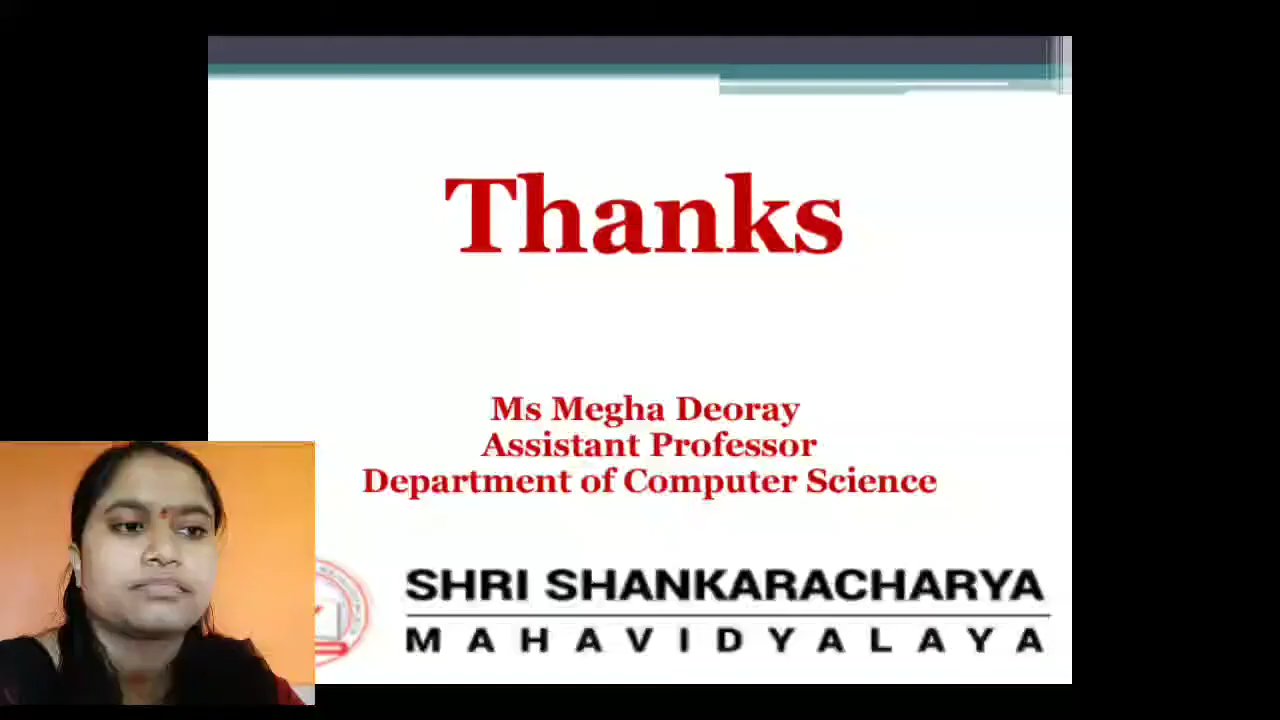 Thanks
Ms Megha Deoray
Assistant Professor
Department of Computer Science
SHRI SHANKARACHARYA
MAHAVIDYALAYA